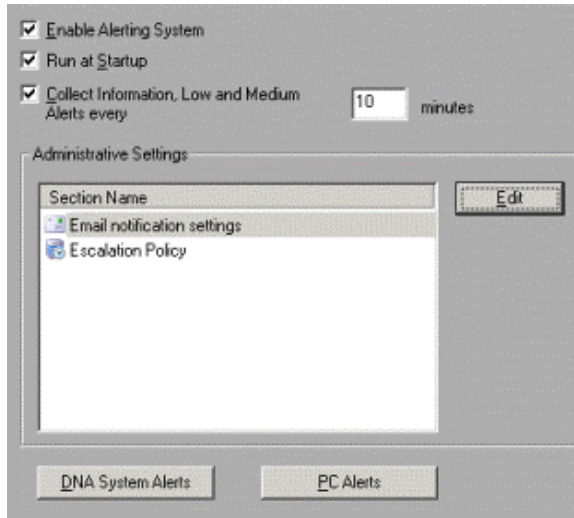 Enable Alerting System
Run at Startup
Collect Information, Low and Medium
Alerts every
10 minutes
Administrative Settings
Section Name
Edit
Email notification settings
Escalation Policy
DNA System Alerts
PC Alerts